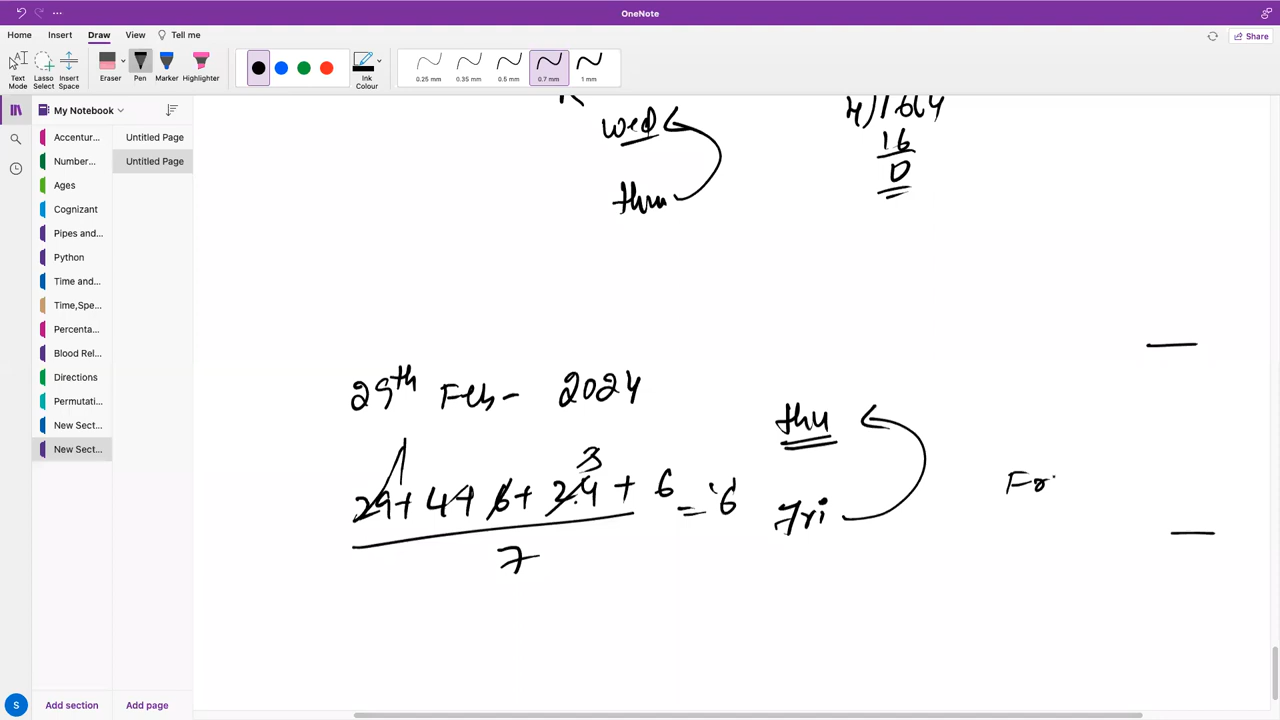 OneNote
Home Insert Draw View Tell me
Share
Text Mode
Lasso Select
Insert Space
Eraser
Pen
Marker
Highlighter
Ink Colour
0.25 mm
0.35 mm
0.5 mm
0.7 mm
1 mm
My Notebook
Accentur...
Number...
Ages
Cognizant
Pipes and...
Python
Time and...
Time,Spe...
Percenta...
Blood Rel...
Directions
Permutati...
New Sect...
New Sect...
Untitled Page
Untitled Page
Add section
Add page
S
wed
thu
16
0
29th Feb - 2024
thu
1
3
29 + 4 + 6 + 24 + 6 = 6
Fri
7